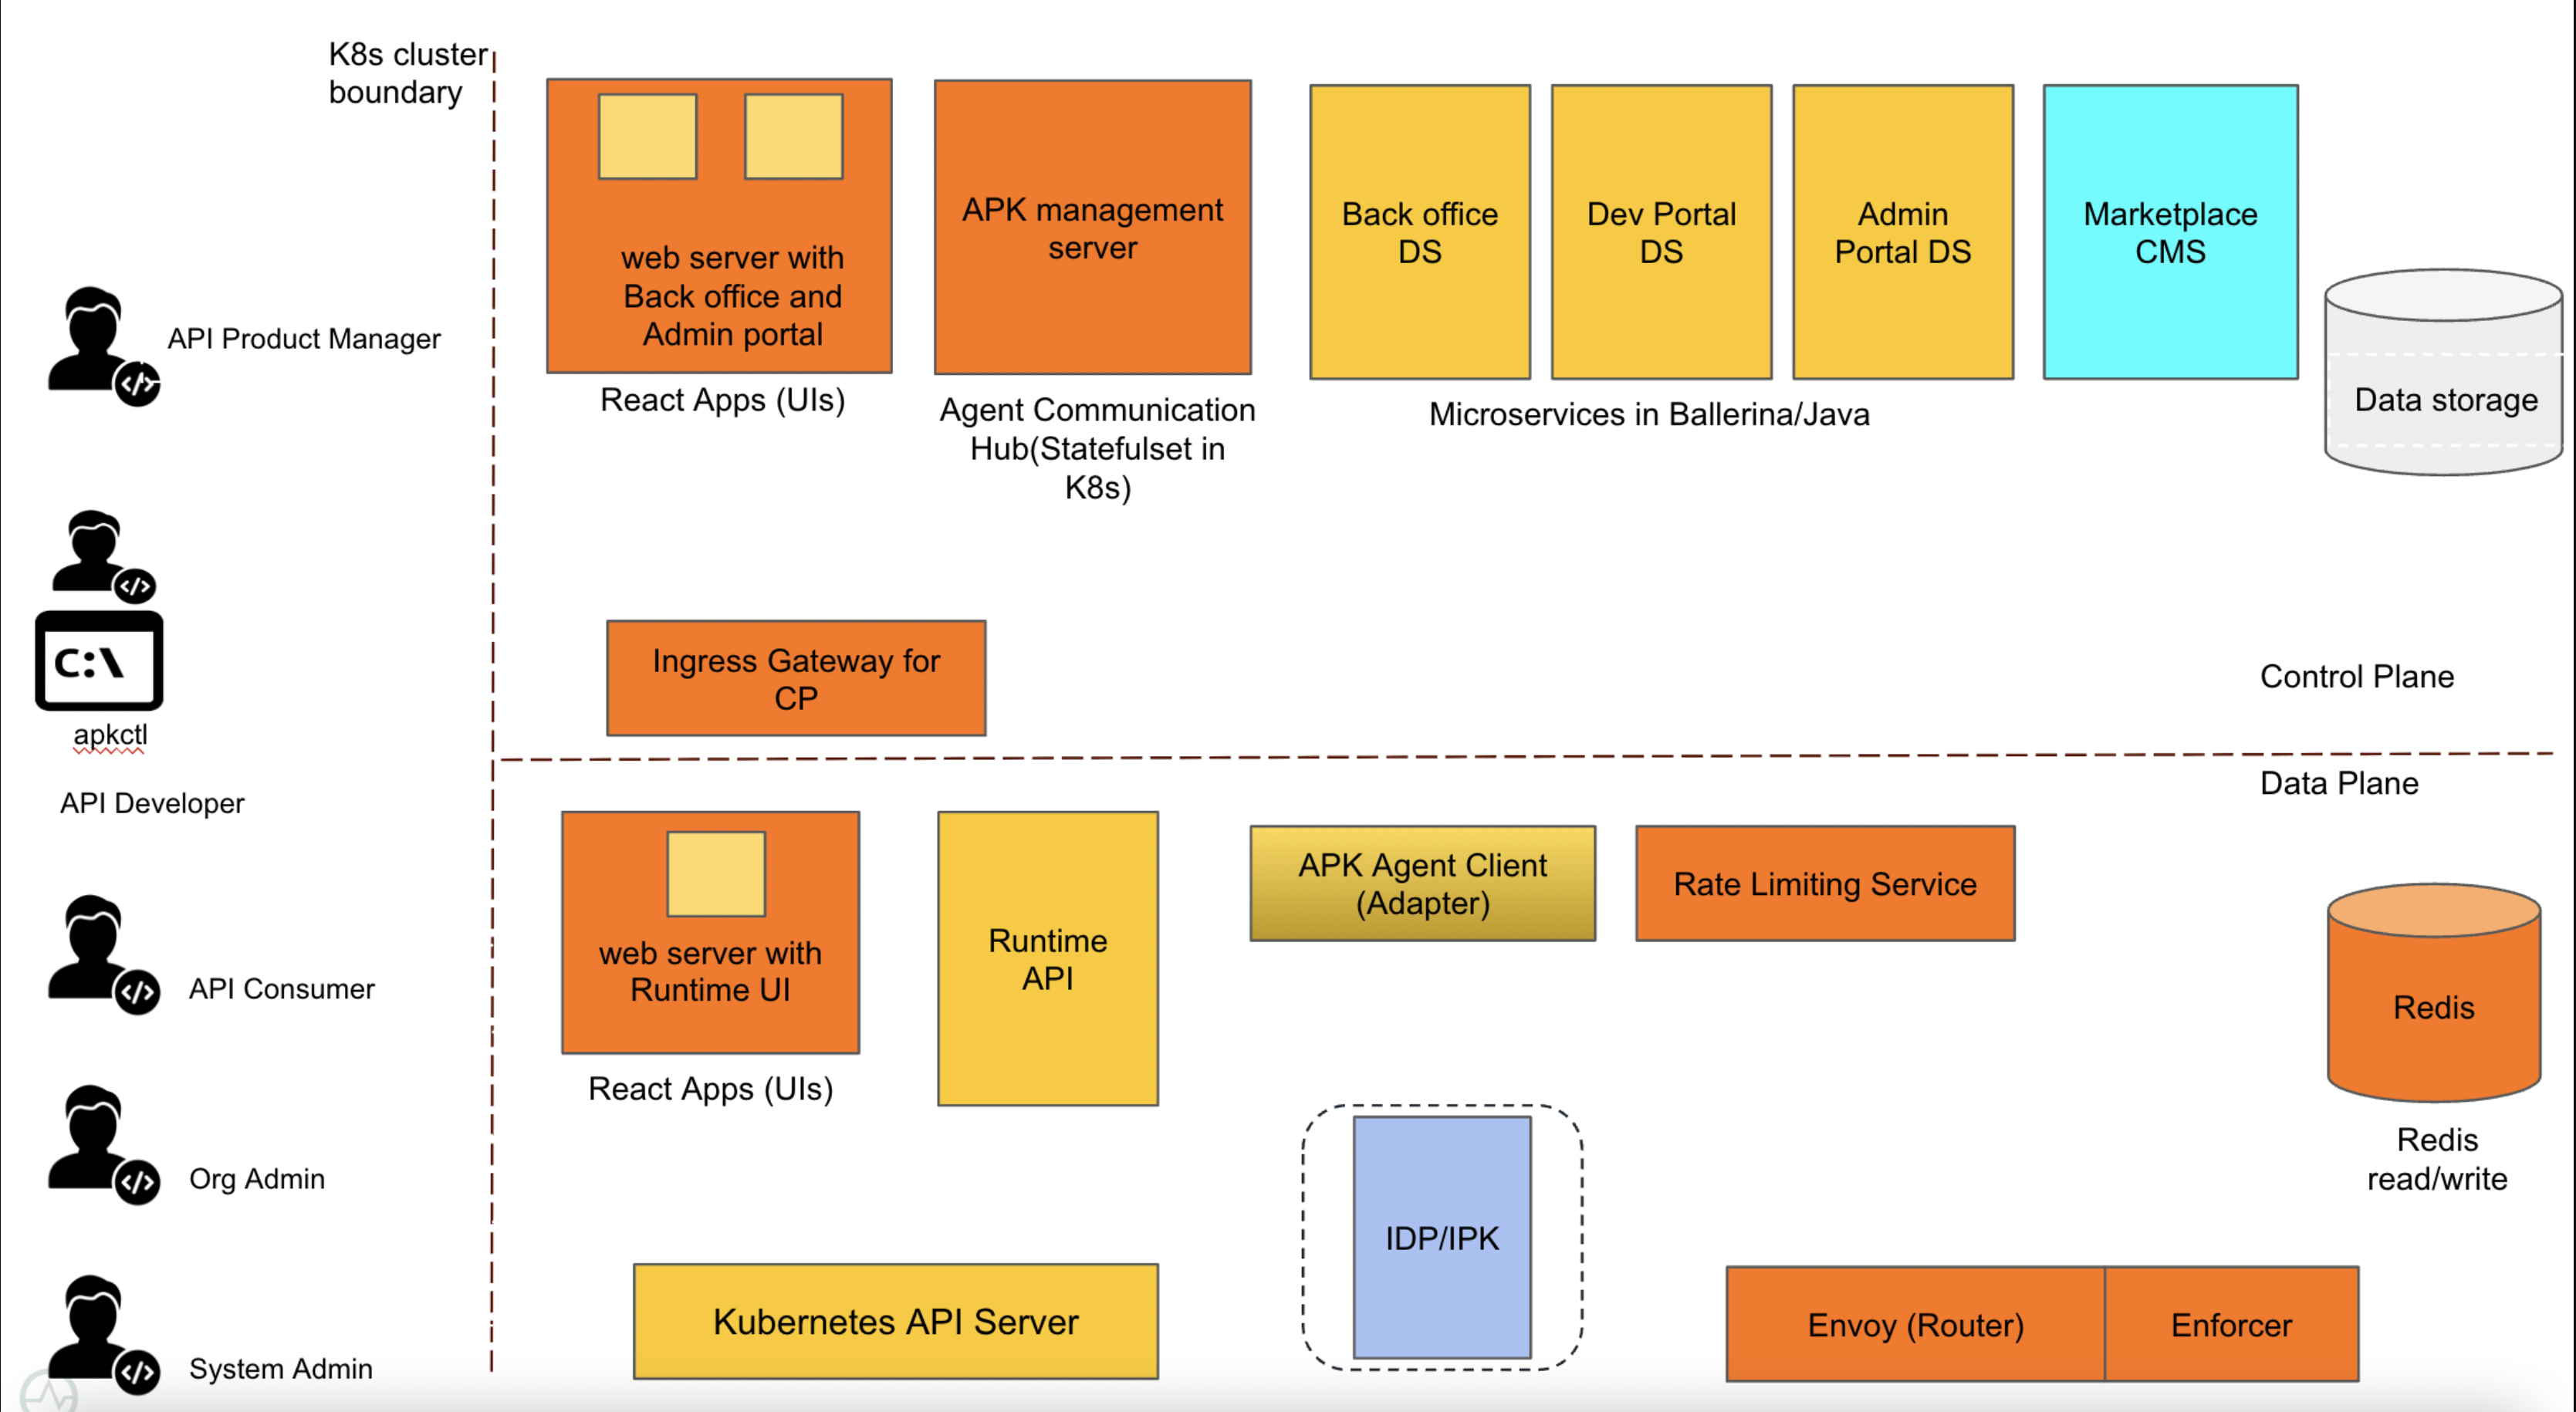 K8s cluster
boundary
API Product Manager
C:\
apkctl
API Developer
API Consumer
Org Admin
System Admin
web server with
Back office and
Admin portal
React Apps (UIs)
APK management
server
Agent Communication
Hub(Statefulset in
K8s)
Back office
DS
Dev Portal
DS
Admin
Portal DS
Microservices in Ballerina/Java
Marketplace
CMS
Data storage
Ingress Gateway for
CP
Control Plane
Data Plane
web server with
Runtime UI
React Apps (UIs)
Runtime
API
APK Agent Client
(Adapter)
Rate Limiting Service
Redis
Redis
read/write
IDP/IPK
Kubernetes API Server
Envoy (Router)
Enforcer